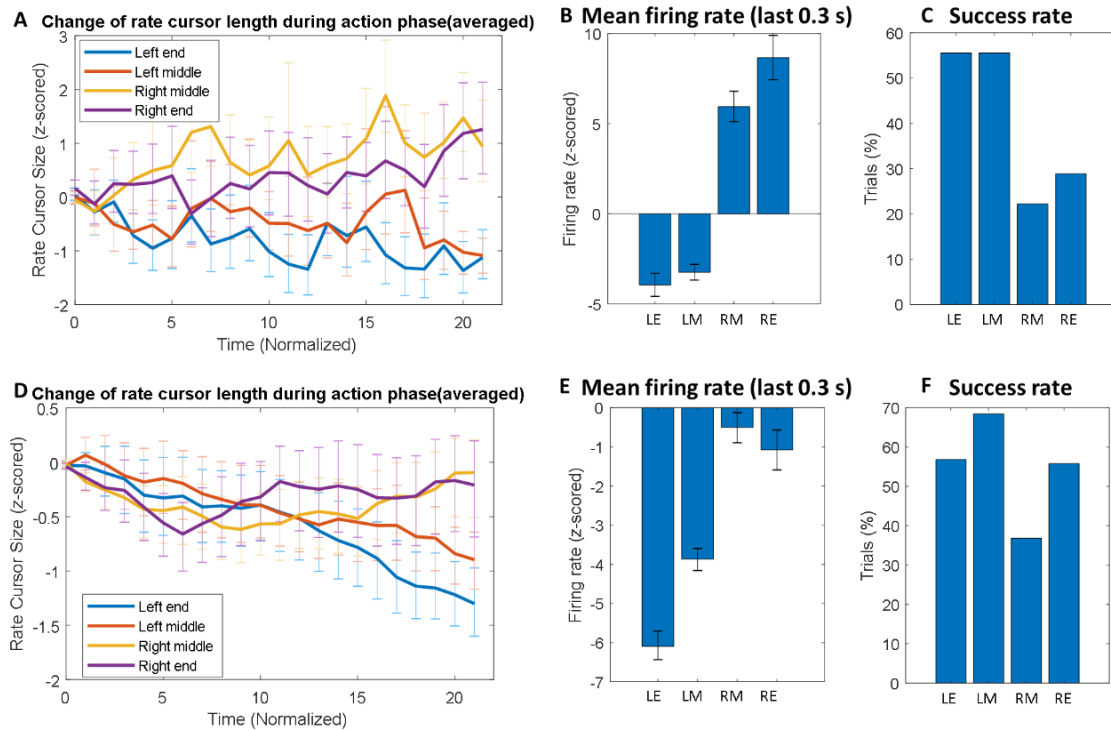 A Change of rate cursor length during action phase(averaged)
Rate Cursor Size (z-scored)
3
2
1
0
-1
-2
Left end
Left middle
Right middle
Right end
0 5 10 15 20
Time (Normalized)
B Mean firing rate (last 0.3 s)
Firing rate (z-scored)
10
5
0
-5
LE LM RM RE
C Success rate
Trials (%)
60
50
40
30
20
10
0
LE LM RM RE
D Change of rate cursor length during action phase(averaged)
Rate Cursor Size (z-scored)
0.5
0
-0.5
-1
-1.5
-2
Left end
Left middle
Right middle
Right end
0 5 10 15 20
Time (Normalized)
E Mean firing rate (last 0.3 s)
Firing rate (z-scored)
0
-1
-2
-3
-4
-5
-6
-7
LE LM RM RE
F Success rate
Trials (%)
70
60
50
40
30
20
10
0
LE LM RM RE